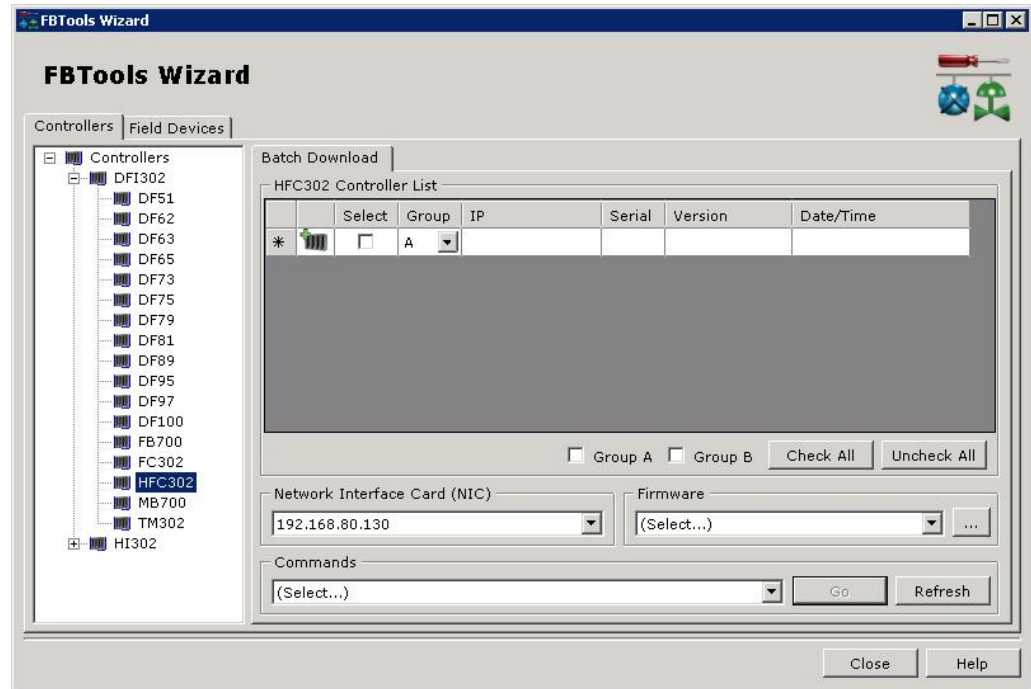 FBTools Wizard
FBTools Wizard
Controllers Field Devices
Controllers
DFI302
DF51
DF62
DF63
DF65
DF73
DF75
DF79
DF81
DF89
DF95
DF97
DF100
FB700
FC302
HFC302
MB700
TM302
HI302
Batch Download
HFC302 Controller List
Select Group IP Serial Version Date/Time
* A
Group A Group B Check All Uncheck All
Network Interface Card (NIC) Firmware
192.168.80.130 (Select...) ...
Commands
(Select...) Go Refresh
Close Help